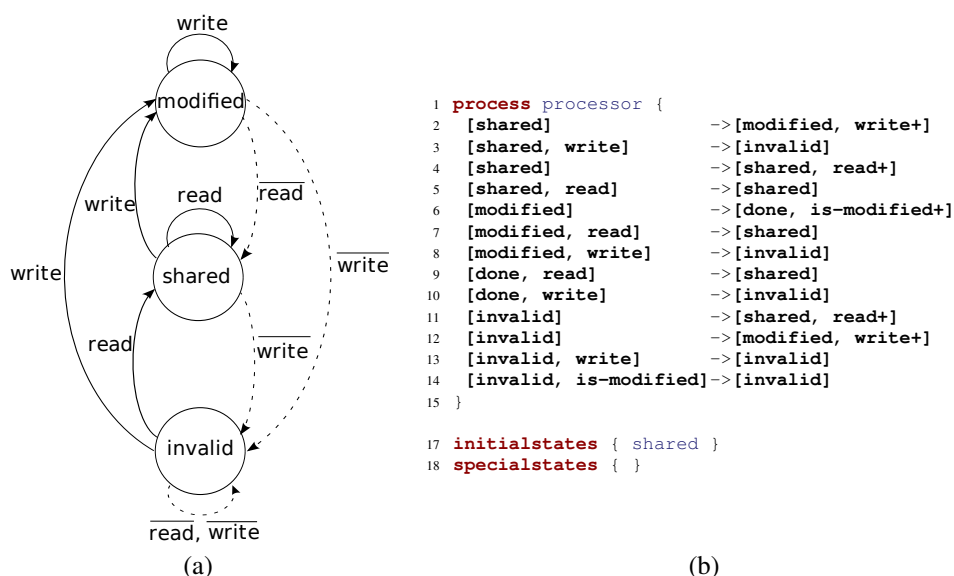 write
modified
write
read
read
write
shared
write
write
read
invalid
read, write
(a)
1 process processor {
2 [shared] ->[modified, write+]
3 [shared, write] ->[invalid]
4 [shared] ->[shared, read+]
5 [shared, read] ->[shared]
6 [modified] ->[done, is-modified+]
7 [modified, read] ->[shared]
8 [modified, write] ->[invalid]
9 [done, read] ->[shared]
10 [done, write] ->[invalid]
11 [invalid] ->[shared, read+]
12 [invalid] ->[modified, write+]
13 [invalid, write] ->[invalid]
14 [invalid, is-modified]->[invalid]
15 }
17 initialstates { shared }
18 specialstates { }
(b)